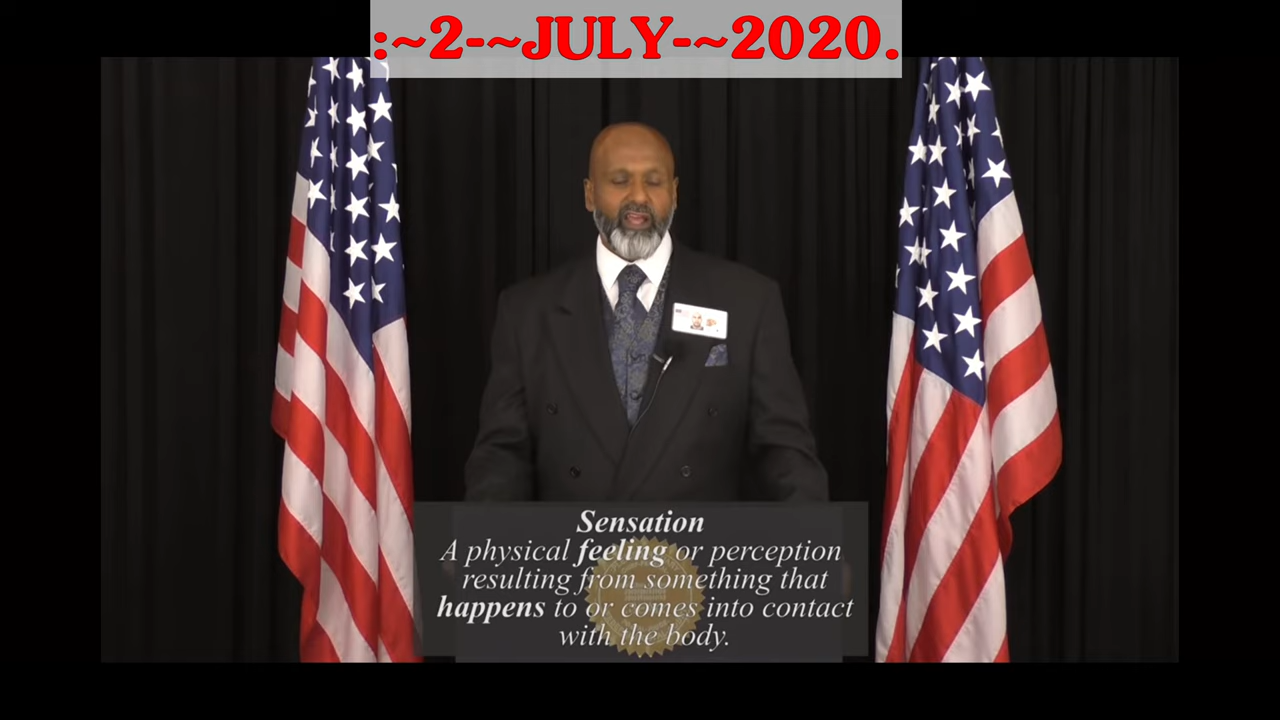 :~2-~JULY-~2020.
Sensation
A physical feeling or perception
resulting from something that
happens to or comes into contact
with the body.